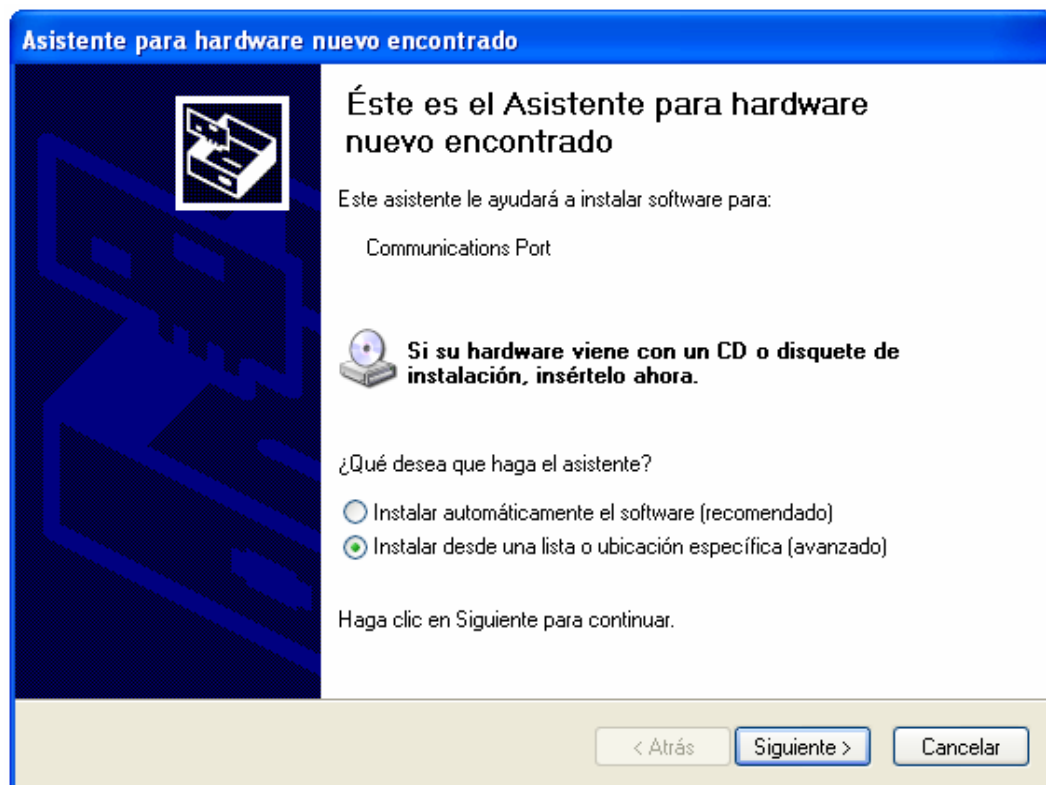 Asistente para hardware nuevo encontrado
Éste es el Asistente para hardware
nuevo encontrado
Este asistente le ayudará a instalar software para:
Communications Port
Si su hardware viene con un CD o disquete de
instalación, insértelo ahora.
¿Qué desea que haga el asistente?
Instalar automáticamente el software (recomendado)
Instalar desde una lista o ubicación específica (avanzado)
Haga clic en Siguiente para continuar.
< Atrás
Siguiente >
Cancelar